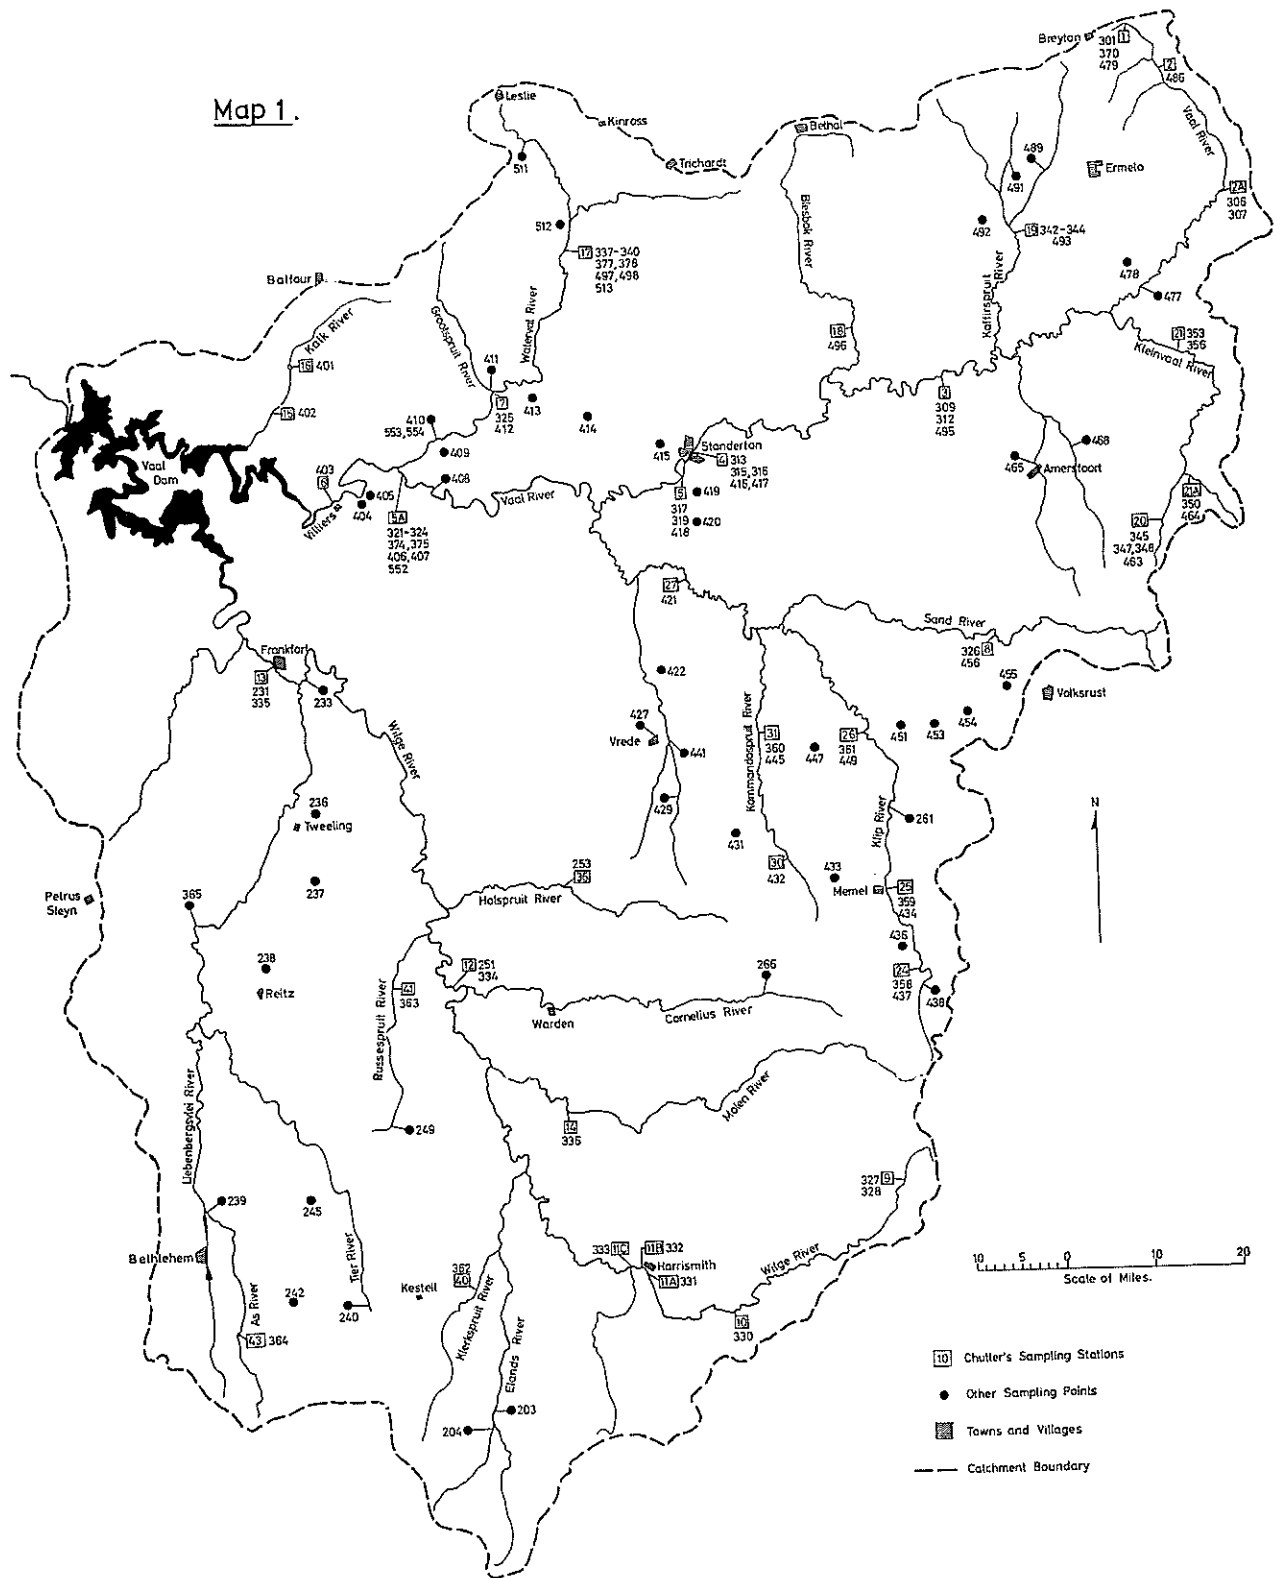 Map 1.
Breyton
301
1
370
479
2
486
Vaal River
Leslie
Kinross
Trichardt
Bethal
511
489
491
Ermelo
2A
306
307
Blesbok River
512
492
19
342-344
493
17
337-340
377, 378
497, 498
513
Kaffirspruit River
478
477
Balfour
Kalk River
Grootspruit River
Waterval River
18
496
21
353
356
Kleinvaal River
16
401
411
3
309
312
495
15
402
7
325
412
413
410
553, 554
414
409
415
Standerton
4
313
315, 316
416, 417
468
465
Amersfoort
Vaal Dam
403
6
405
404
408
Vaal River
5
317
319
418
419
420
21A
350
464
Villiers
5A
321-324
374, 375
406, 407
552
20
345
347, 348
463
27
421
Sand River
8
326
456
Frankfort
13
231
335
233
422
455
Volksrust
454
453
451
Wilge River
427
Vrede
441
Kommandospruit River
31
360
445
447
26
361
449
429
236
Tweeling
Klip River
261
N
431
237
253
35
30
432
433
Memel
25
359
434
Petrus Steyn
365
Holspruit River
436
238
Reitz
12
251
334
41
363
266
24
358
437
438
Russespruit River
Warden
Cornelius River
Liebenbergsvlei River
Molen River
249
14
336
9
327
328
239
245
Bethlehem
Tier River
333
11C
11B
332
Harrismith
11A
331
Wilge River
10 5 0 10 20
Scale of Miles.
362
40
Kestell
242
240
As River
43
364
Klerkspruit River
Elands River
10
330
10
Chutter's Sampling Stations
Other Sampling Points
203
204
Towns and Villages
Catchment Boundary